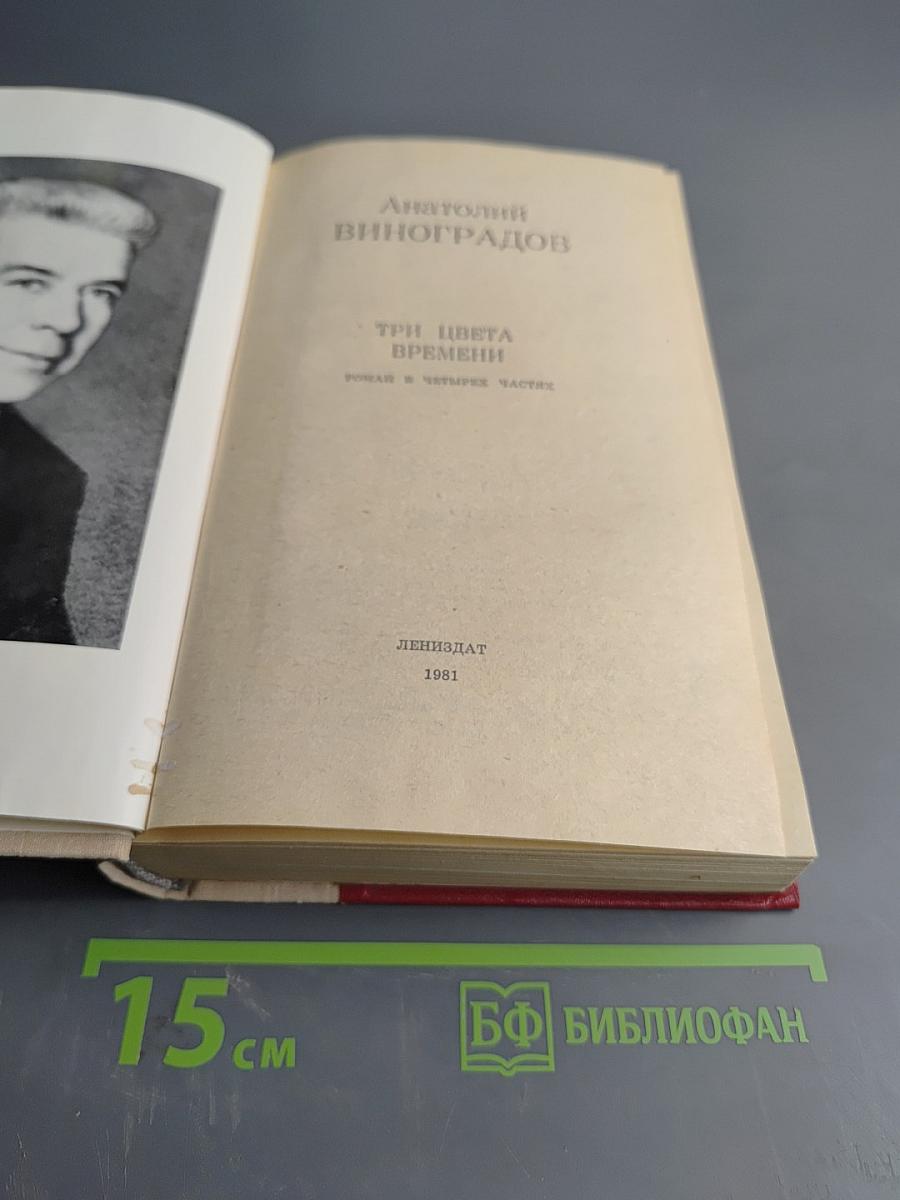 Анатолий
ВИНОГРАДОВ
ТРИ ЦВЕТА
ВРЕМЕНИ
РОМАН В ЧЕТЫРЕХ ЧАСТЯХ
ЛЕНИЗДАТ
1981
15 см
БФ БИБЛИОФАН